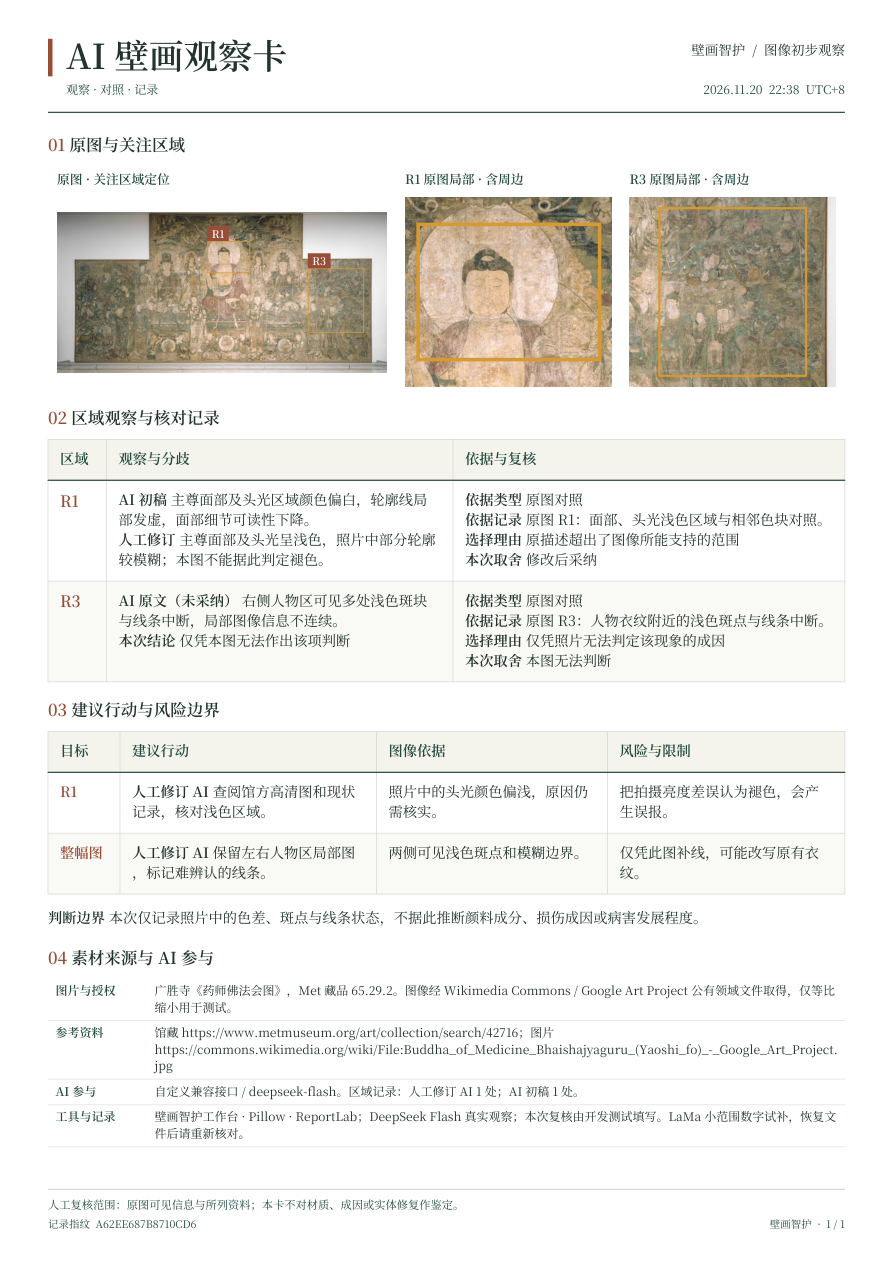 AI 壁画观察卡
壁画智护 / 图像初步观察
观察 · 对照 · 记录
2026.11.20 22:38 UTC+8
01 原图与关注区域
原图 · 关注区域定位
R1 原图局部 · 含周边
R3 原图局部 · 含周边
R1
R3
02 区域观察与核对记录
区域
观察与分歧
依据与复核
R1
AI 初稿 主尊面部及头光区域颜色偏白，轮廓线局
部发虚，面部细节可读性下降。
人工修订 主尊面部及头光呈浅色，照片中部分轮廓
较模糊；本图不能据此判定褪色。
依据类型 原图对照
依据记录 原图 R1：面部、头光浅色区域与相邻色块对照。
选择理由 原描述超出了图像所能支持的范围
本次取舍 修改后采纳
R3
AI 原文（未采纳） 右侧人物区可见多处浅色斑块
与线条中断，局部图像信息不连续。
本次结论 仅凭本图无法作出该项判断
依据类型 原图对照
依据记录 原图 R3：人物衣纹附近的浅色斑点与线条中断。
选择理由 仅凭照片无法判定该现象的成因
本次取舍 本图无法判断
03 建议行动与风险边界
目标
建议行动
图像依据
风险与限制
R1
人工修订 AI 查阅馆方高清图和现状
记录，核对浅色区域。
照片中的头光颜色偏浅，原因仍
需核实。
把拍摄亮度差误认为褪色，会产
生误报。
整幅图
人工修订 AI 保留左右人物区局部图
，标记难辨认的线条。
两侧可见浅色斑点和模糊边界。
仅凭此图补线，可能改写原有衣
纹。
判断边界 本次仅记录照片中的色差、斑点与线条状态，不据此推断颜料成分、损伤成因或病害发展程度。
04 素材来源与 AI 参与
图片与授权
广胜寺《药师佛法会图》，Met 藏品 65.29.2。图像经 Wikimedia Commons / Google Art Project 公有领域文件取得，仅等比
缩小用于测试。
参考资料
馆藏 https://www.metmuseum.org/art/collection/search/42716；图片
https://commons.wikimedia.org/wiki/File:Buddha_of_Medicine_Bhaishajyaguru_(Yaoshi_fo)_-_Google_Art_Project.
jpg
AI 参与
自定义兼容接口 / deepseek-flash。区域记录：人工修订 AI 1 处；AI 初稿 1 处。
工具与记录
壁画智护工作台 · Pillow · ReportLab；DeepSeek Flash 真实观察；本次复核由开发测试填写。LaMa 小范围数字试补，恢复文
件后请重新核对。
人工复核范围：原图可见信息与所列资料；本卡不对材质、成因或实体修复作鉴定。
记录指纹 A62EE687B8710CD6
壁画智护 · 1 / 1